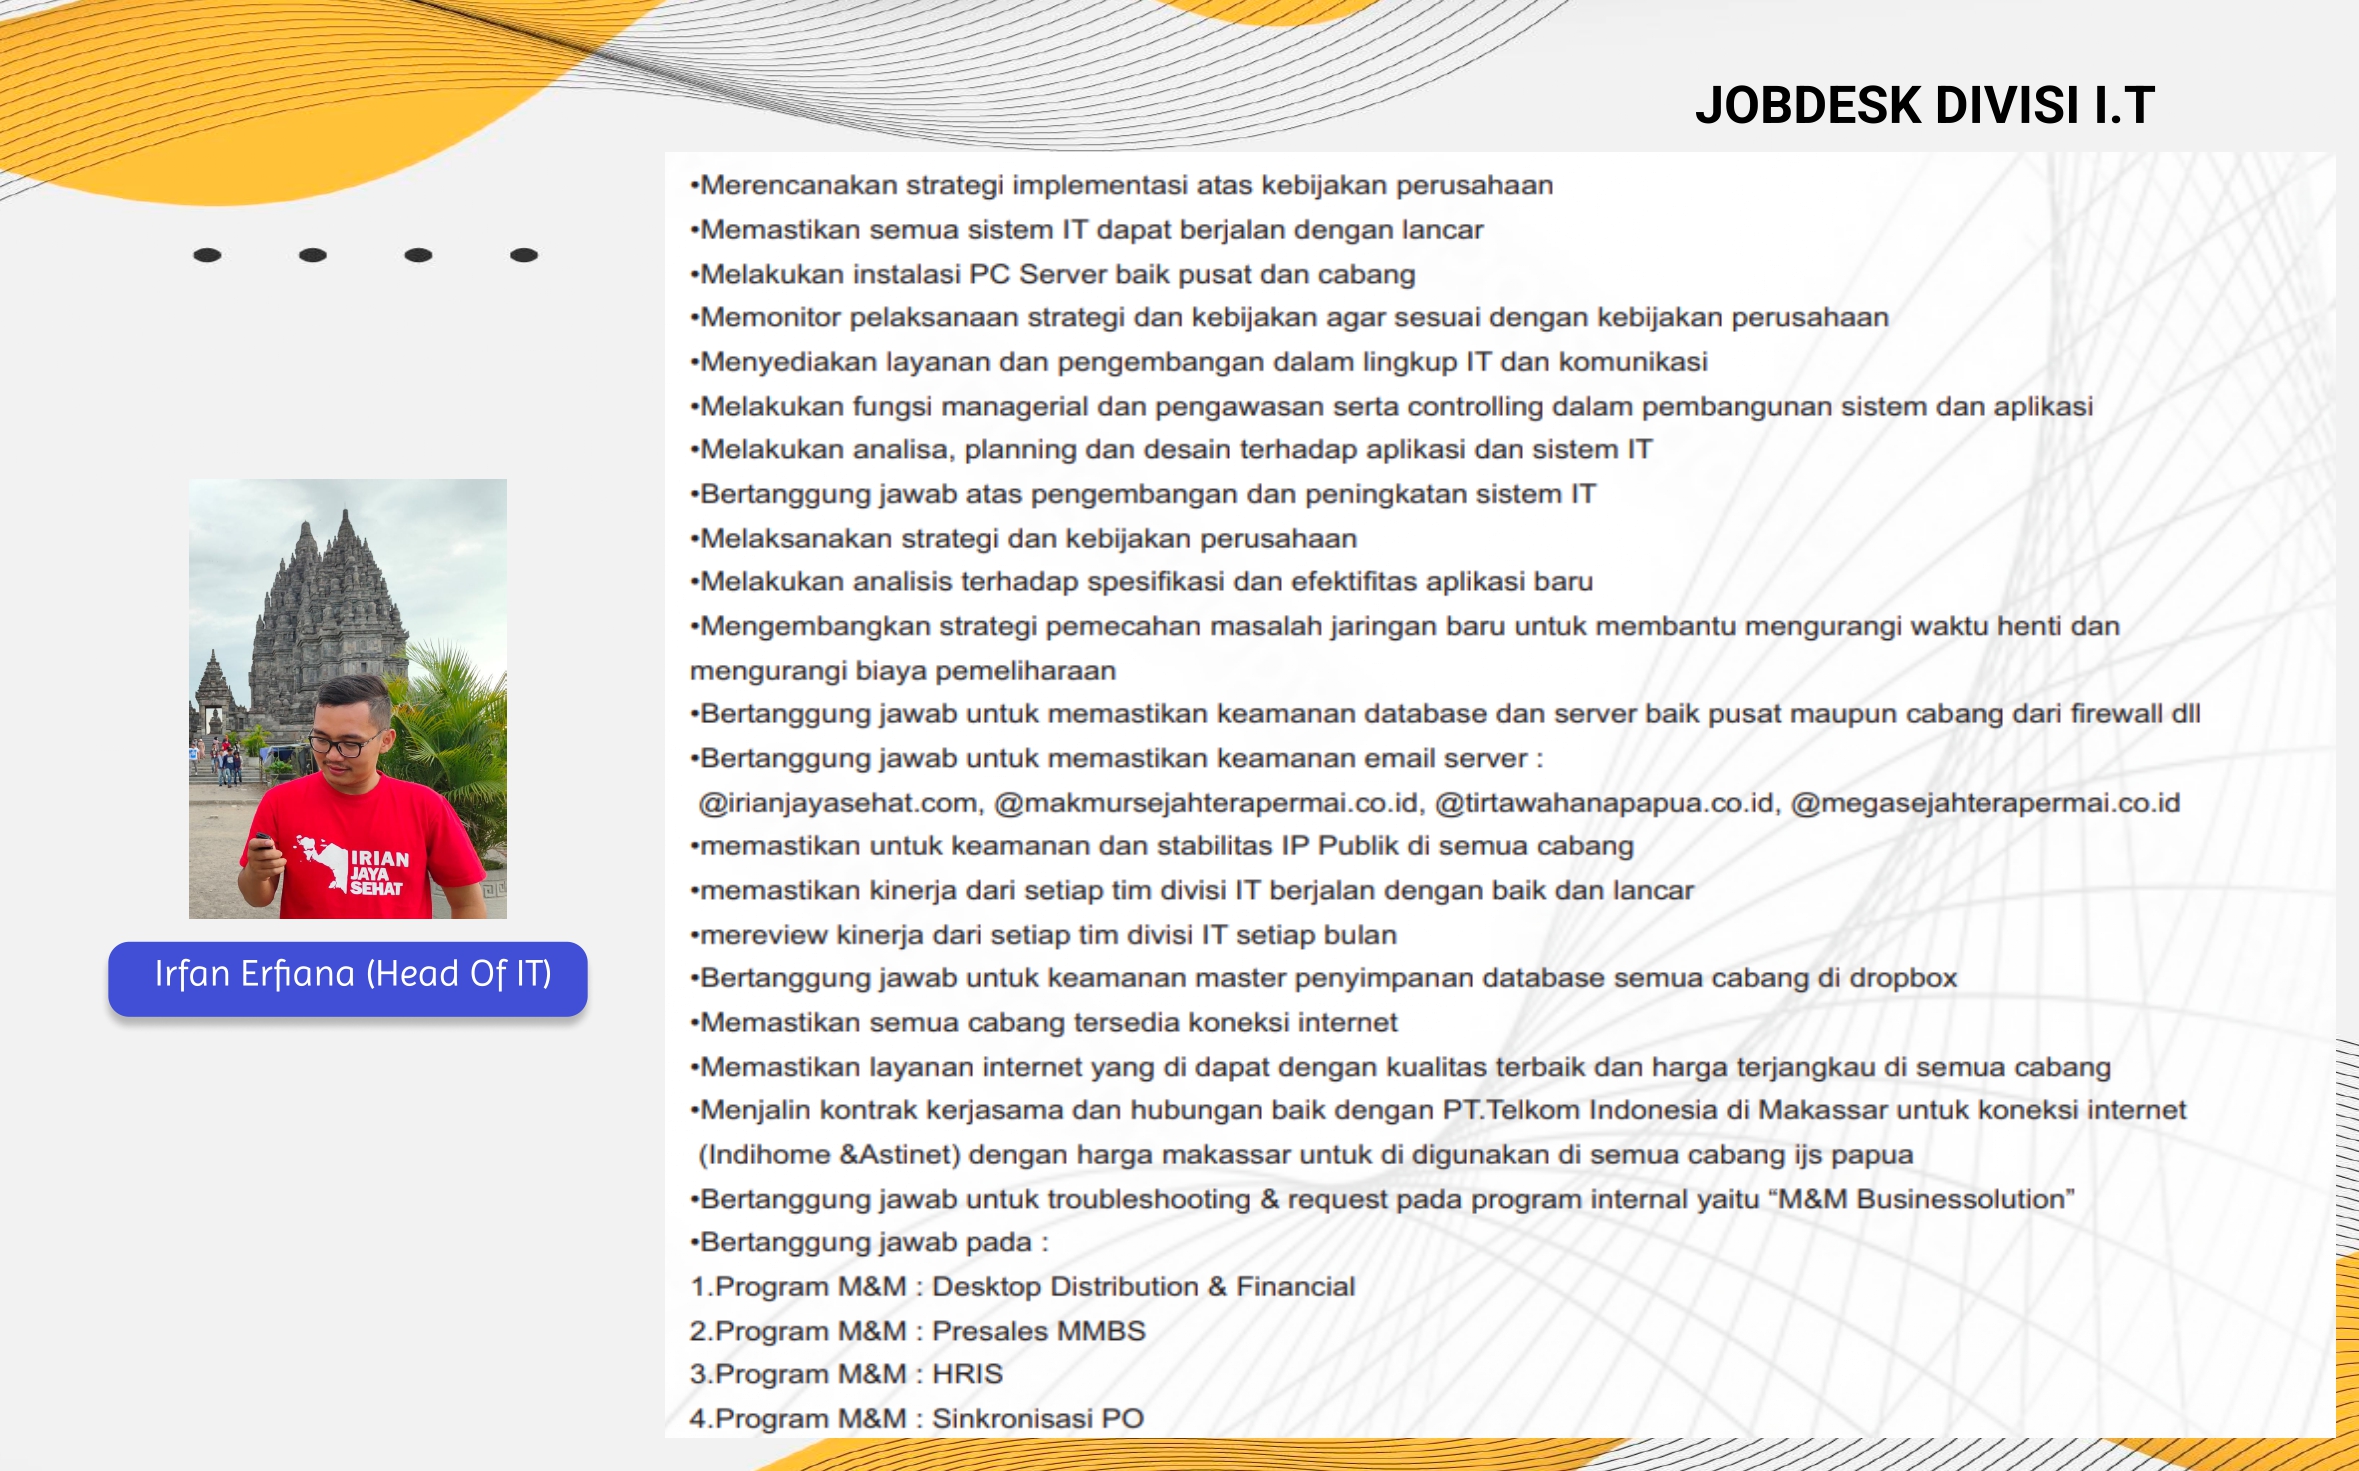 JOBDESK DIVISI I.T
•Merencanakan strategi implementasi atas kebijakan perusahaan
•Memastikan semua sistem IT dapat berjalan dengan lancar
•Melakukan instalasi PC Server baik pusat dan cabang
•Memonitor pelaksanaan strategi dan kebijakan agar sesuai dengan kebijakan perusahaan
•Menyediakan layanan dan pengembangan dalam lingkup IT dan komunikasi
•Melakukan fungsi managerial dan pengawasan serta controlling dalam pembangunan sistem dan aplikasi
•Melakukan analisa, planning dan desain terhadap aplikasi dan sistem IT
•Bertanggung jawab atas pengembangan dan peningkatan sistem IT
•Melaksanakan strategi dan kebijakan perusahaan
•Melakukan analisis terhadap spesifikasi dan efektifitas aplikasi baru
•Mengembangkan strategi pemecahan masalah jaringan baru untuk membantu mengurangi waktu henti dan
mengurangi biaya pemeliharaan
•Bertanggung jawab untuk memastikan keamanan database dan server baik pusat maupun cabang dari firewall dll
•Bertanggung jawab untuk memastikan keamanan email server :
@irianjayasehat.com, @makmursejahterapermai.co.id, @tirtawahanapapua.co.id, @megasejahterapermai.co.id
•memastikan untuk keamanan dan stabilitas IP Publik di semua cabang
•memastikan kinerja dari setiap tim divisi IT berjalan dengan baik dan lancar
•mereview kinerja dari setiap tim divisi IT setiap bulan
•Bertanggung jawab untuk keamanan master penyimpanan database semua cabang di dropbox
•Memastikan semua cabang tersedia koneksi internet
•Memastikan layanan internet yang di dapat dengan kualitas terbaik dan harga terjangkau di semua cabang
•Menjalin kontrak kerjasama dan hubungan baik dengan PT.Telkom Indonesia di Makassar untuk koneksi internet
(Indihome &Astinet) dengan harga makassar untuk di digunakan di semua cabang ijs papua
•Bertanggung jawab untuk troubleshooting & request pada program internal yaitu “M&M Businessolution”
•Bertanggung jawab pada :
1.Program M&M : Desktop Distribution & Financial
2.Program M&M : Presales MMBS
3.Program M&M : HRIS
4.Program M&M : Sinkronisasi PO
IRIAN
JAYA
SEHAT
Irfan Erfiana (Head Of IT)